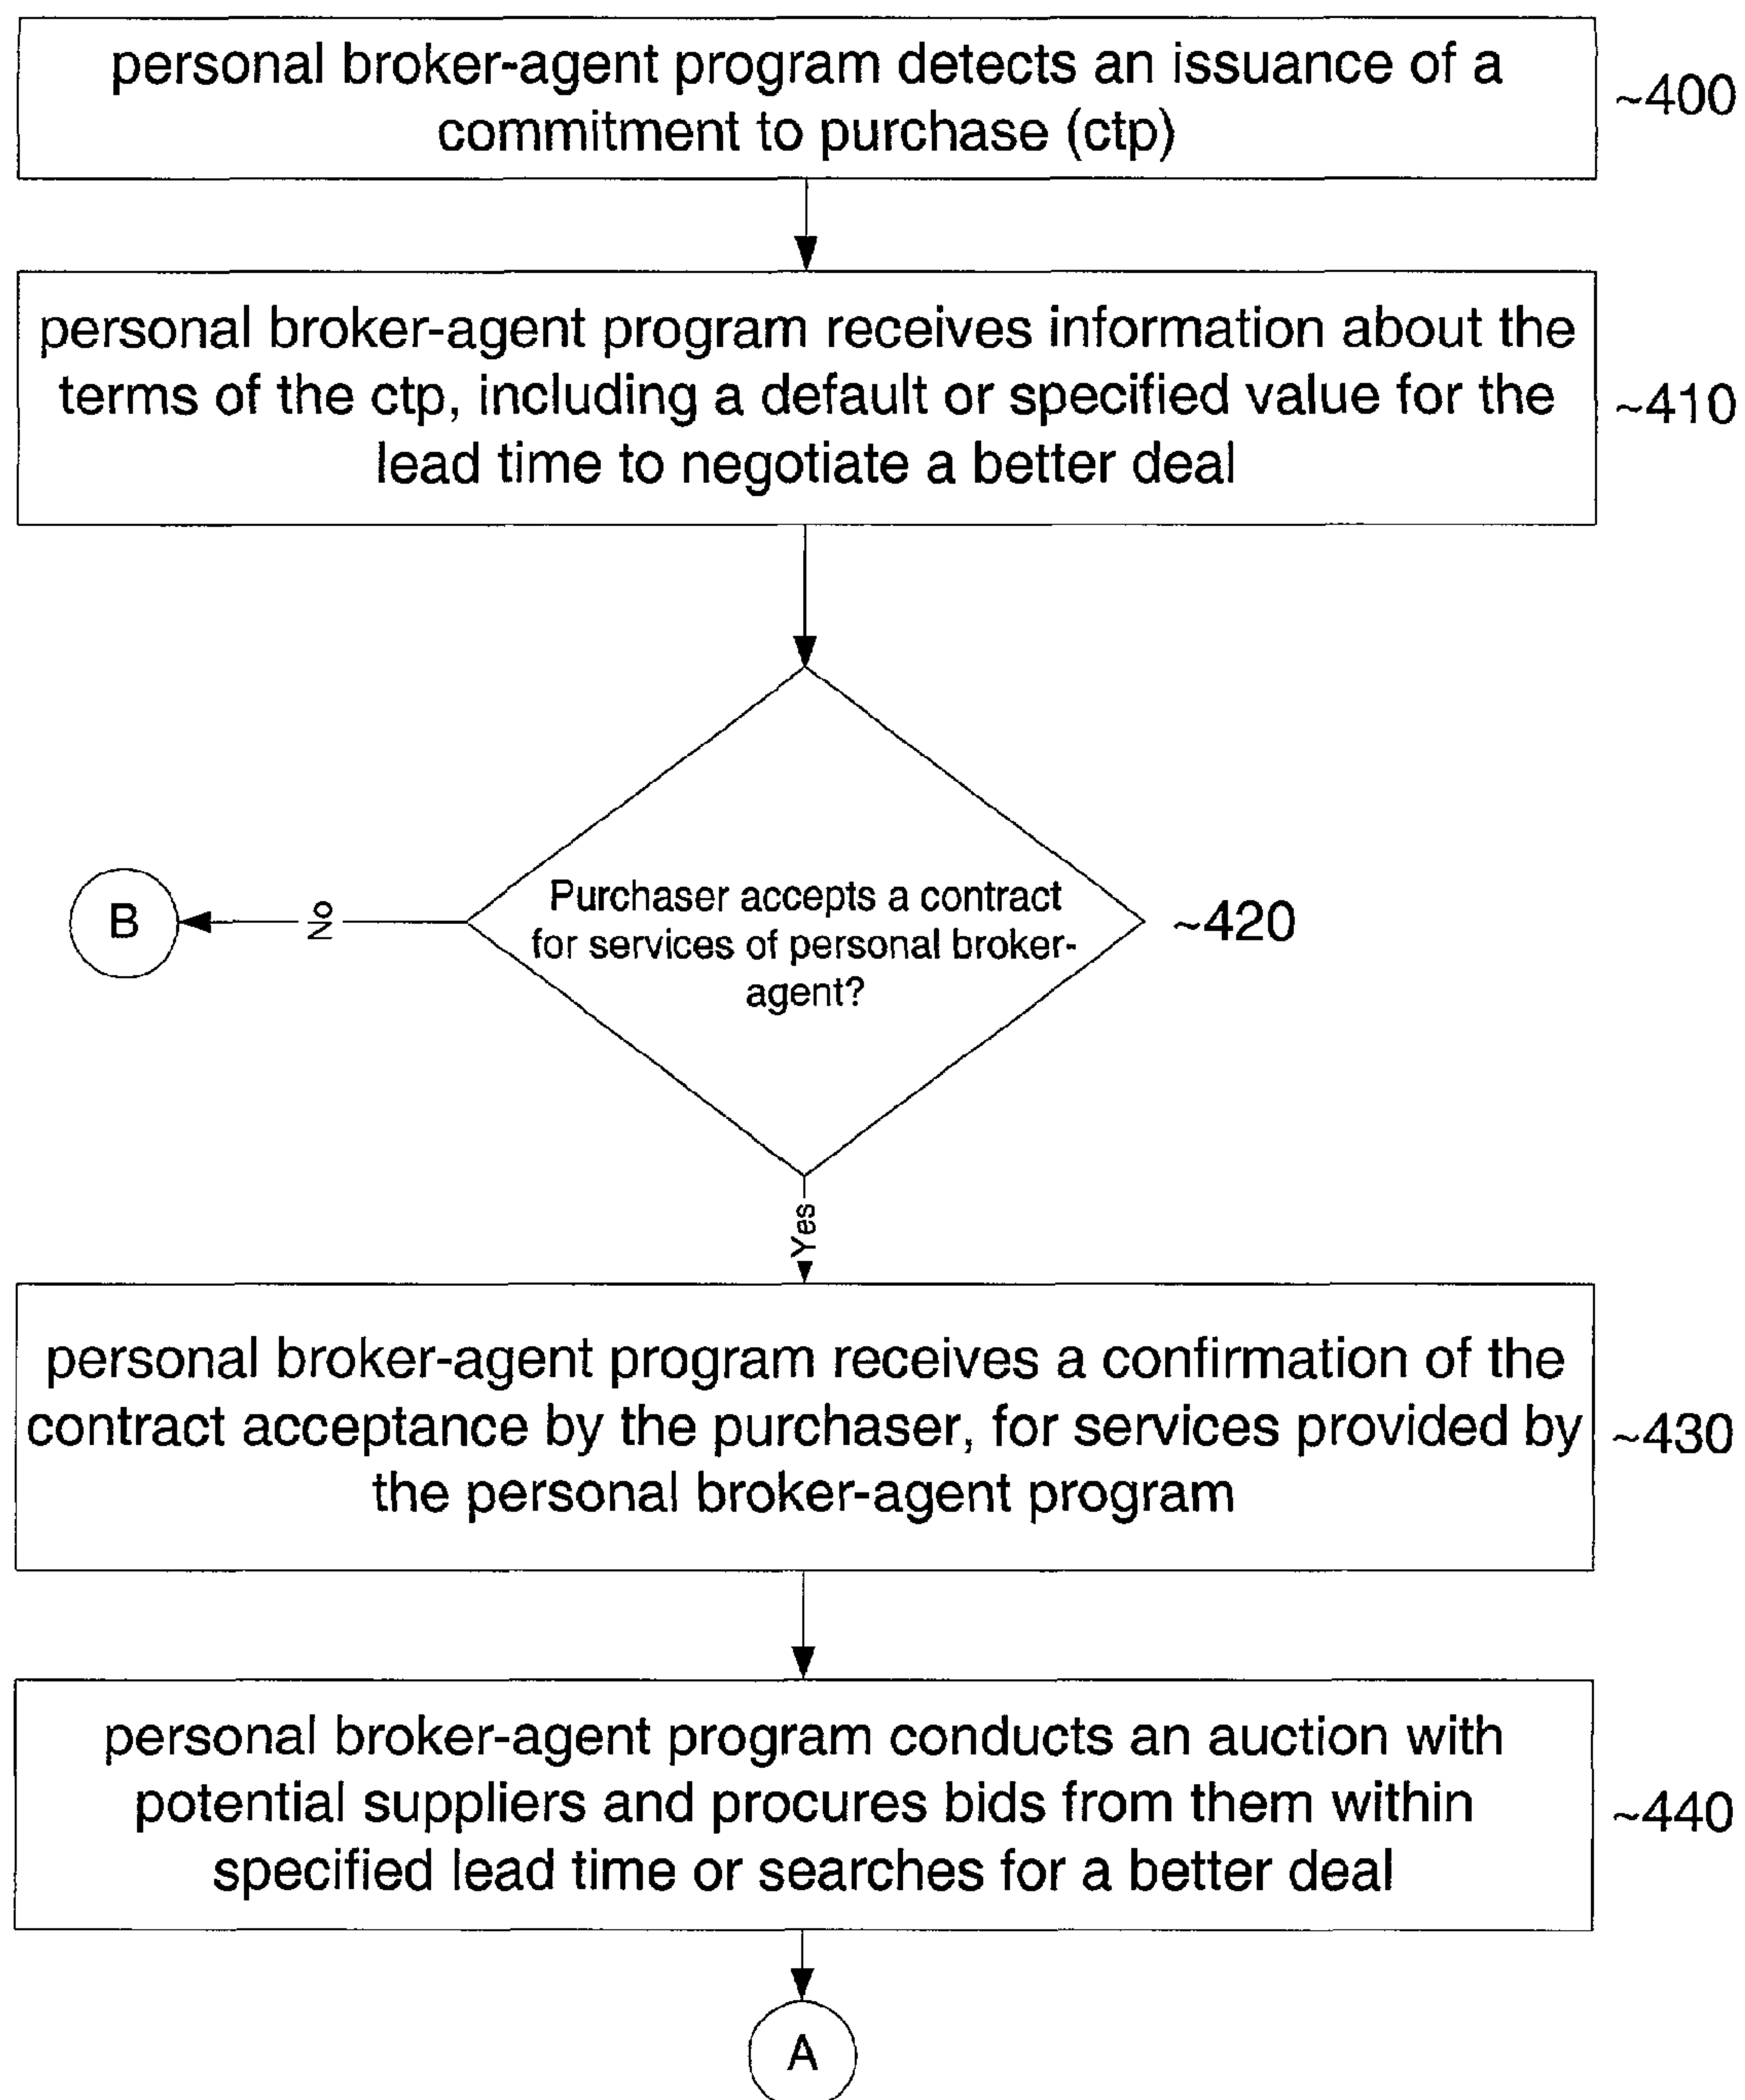 personal broker-agent program detects an issuance of a
commitment to purchase (ctp)
~400
personal broker-agent program receives information about the
terms of the ctp, including a default or specified value for the
lead time to negotiate a better deal
~410
Purchaser accepts a contract
for services of personal broker-
agent?
~420
No
B
Yes
personal broker-agent program receives a confirmation of the
contract acceptance by the purchaser, for services provided by
the personal broker-agent program
~430
personal broker-agent program conducts an auction with
potential suppliers and procures bids from them within
specified lead time or searches for a better deal
~440
A